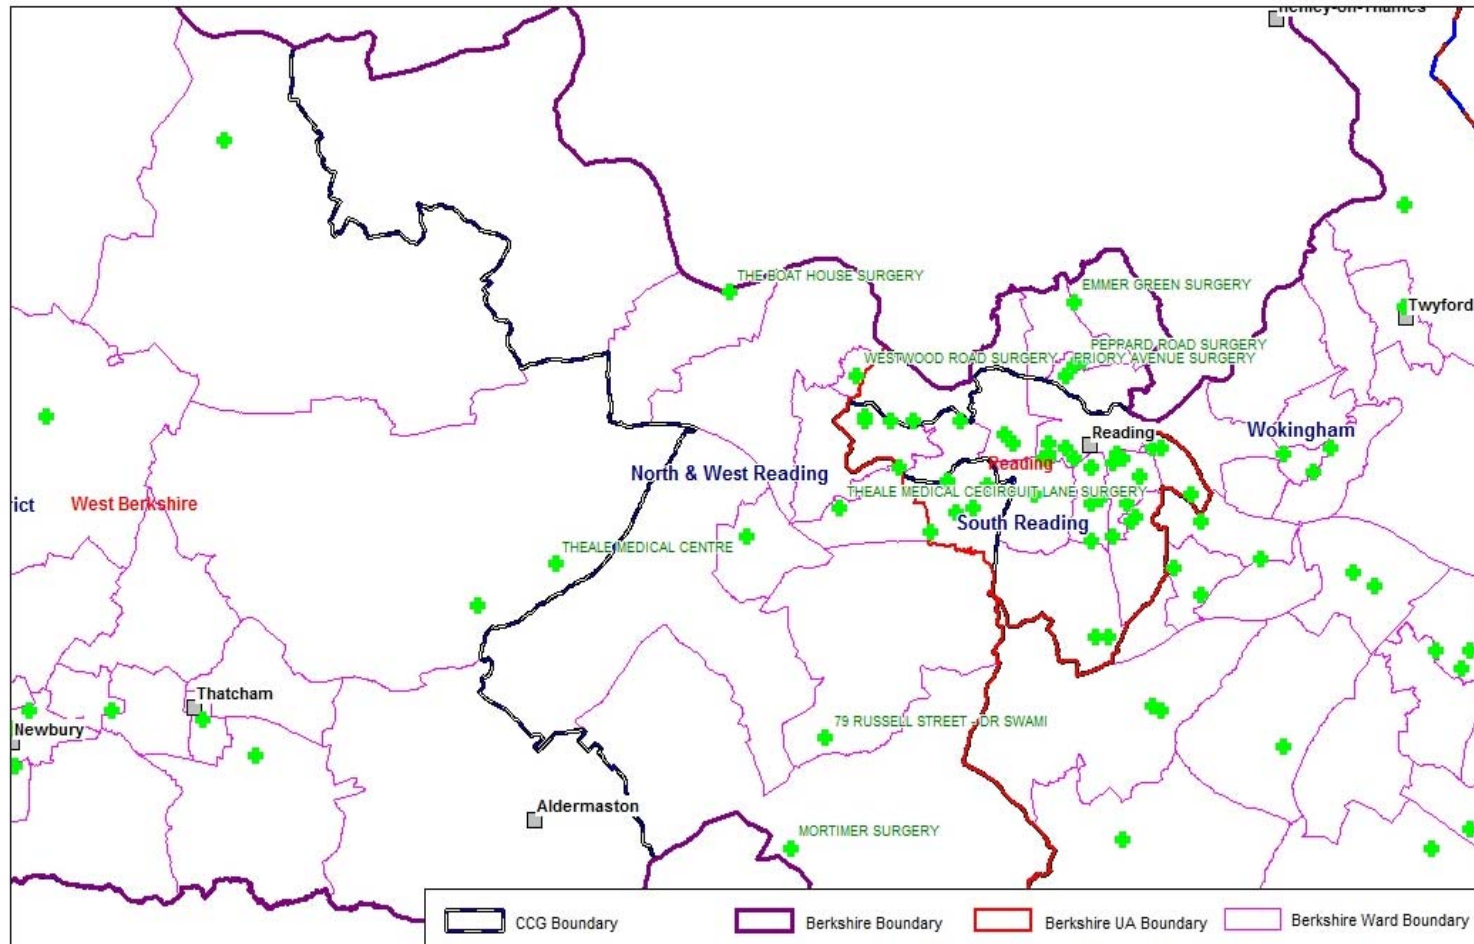 Henley-on-Thames
THE BOAT HOUSE SURGERY
EMMER GREEN SURGERY
Twyford
PEPPARD ROAD SURGERY
WESTWOOD ROAD SURGERY
PRIORY AVENUE SURGERY
Reading
Wokingham
Reading
North & West Reading
rict
West Berkshire
THEALE MEDICAL CECIRCUIT LANE SURGERY
South Reading
THEALE MEDICAL CENTRE
Thatcham
Newbury
79 RUSSELL STREET - DR SWAMI
Aldermaston
MORTIMER SURGERY
CCG Boundary
Berkshire Boundary
Berkshire UA Boundary
Berkshire Ward Boundary